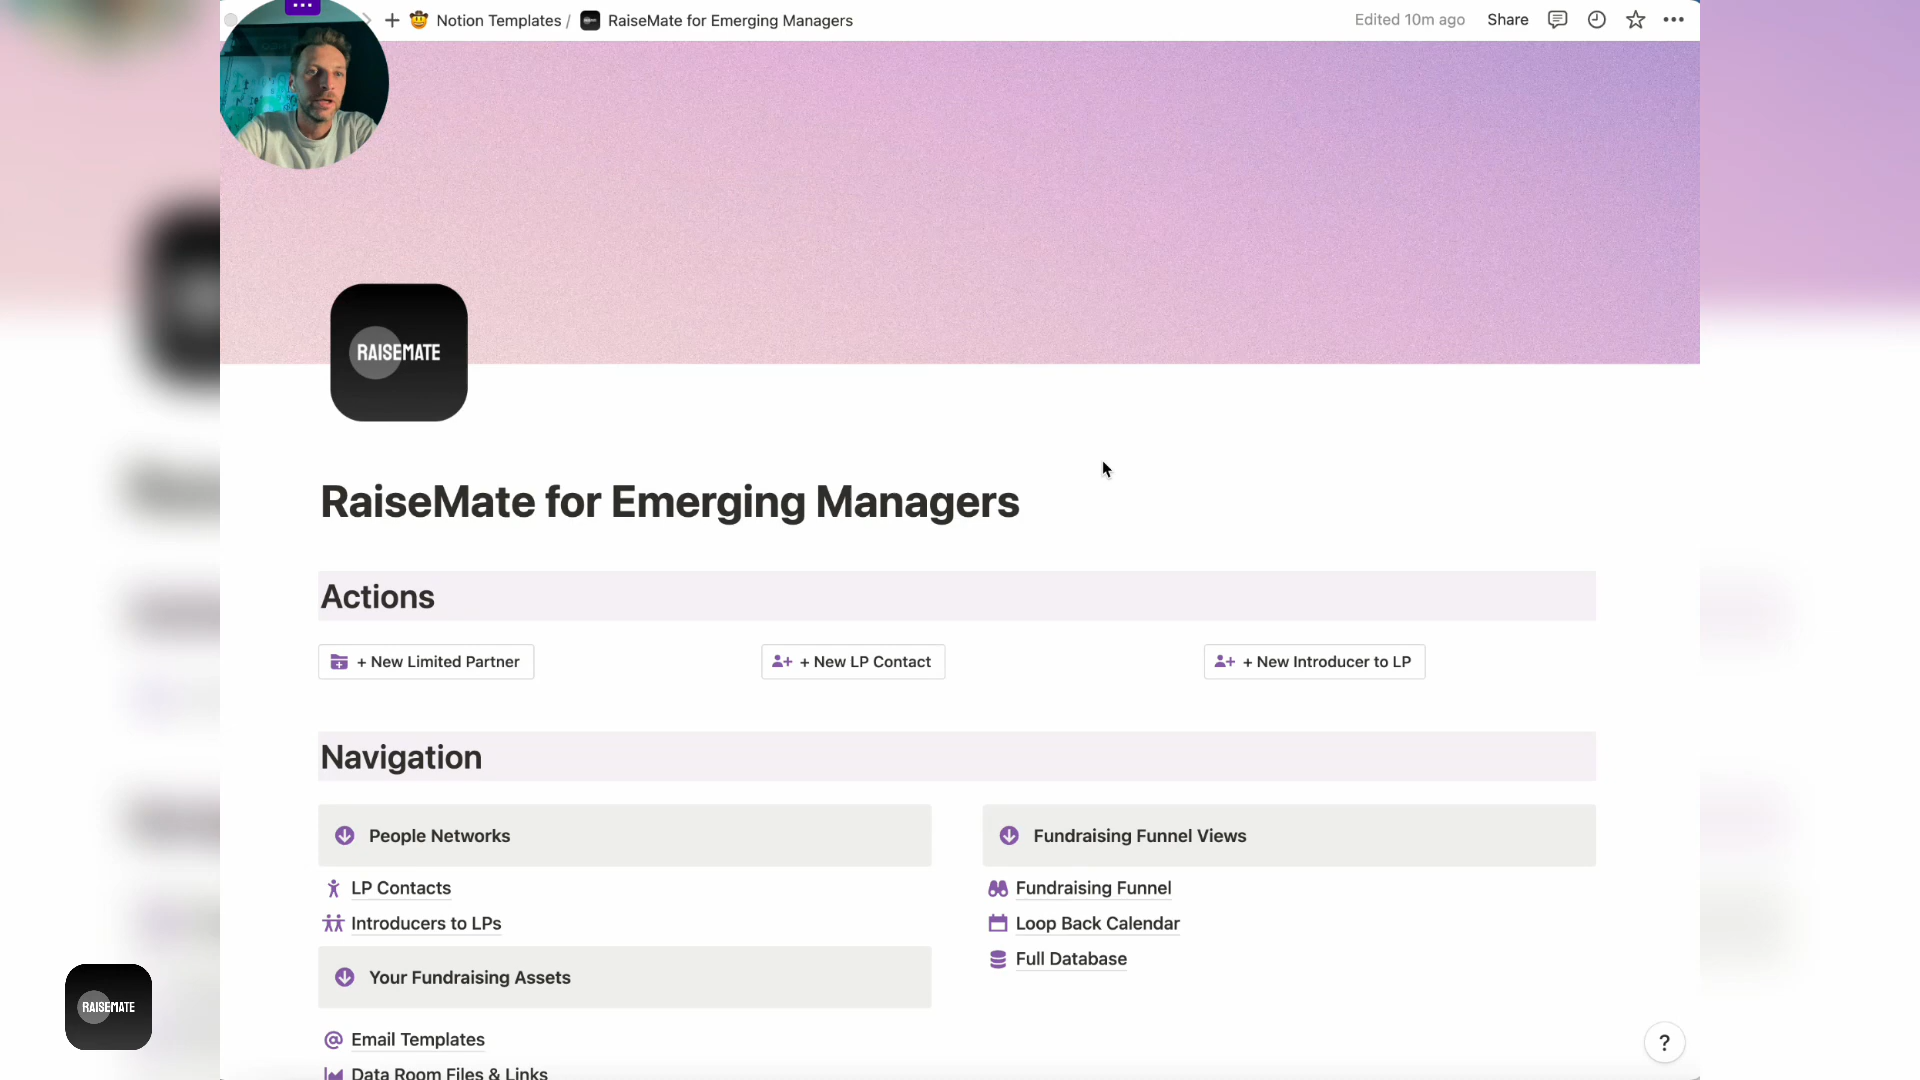 Notion Templates / RaiseMate for Emerging Managers
Edited 10m ago
Share
RAISEMATE
RaiseMate for Emerging Managers
Actions
+ New Limited Partner
+ New LP Contact
+ New Introducer to LP
Navigation
People Networks
LP Contacts
Introducers to LPs
Your Fundraising Assets
Email Templates
Data Room Files & Links
Fundraising Funnel Views
Fundraising Funnel
Loop Back Calendar
Full Database
RAISEMATE
?